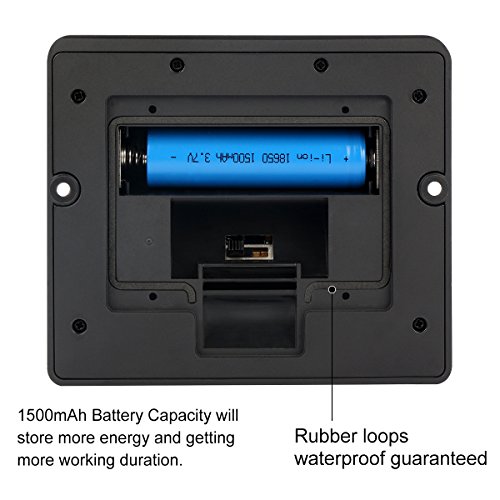 + Li-ion 18650 1500mAh 3.7V -
1500mAh Battery Capacity will
store more energy and getting
more working duration.
Rubber loops
waterproof guaranteed